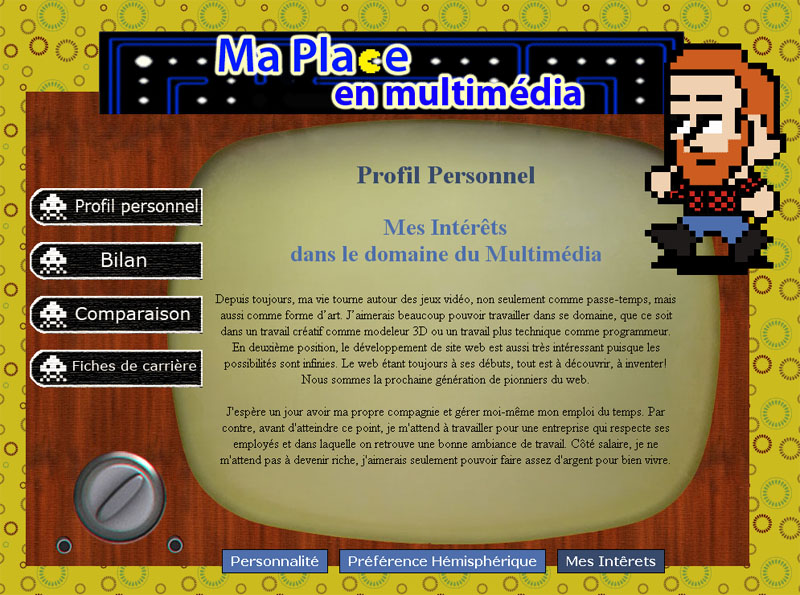 Ma Place
en multimédia
Profil Personnel
Mes Intérêts
dans le domaine du Multimédia
Profil personnel
Bilan
Comparaison
Fiches de carrière
Depuis toujours, ma vie tourne autour des jeux vidéo, non seulement comme passe-temps, mais
aussi comme forme d'art. J'aimerais beaucoup pouvoir travailler dans se domaine, que ce soit
dans un travail créatif comme modeleur 3D ou un travail plus technique comme programmeur.
En deuxième position, le développement de site web est aussi très intéressant puisque les
possibilités sont infinies. Le web étant toujours à ses débuts, tout est à découvrir, à inventer!
Nous sommes la prochaine génération de pionniers du web.
J'espère un jour avoir ma propre compagnie et gérer moi-même mon emploi du temps. Par
contre, avant d'atteindre ce point, je m'attend à travailler pour une entreprise qui respecte ses
employés et dans laquelle on retrouve une bonne ambiance de travail. Côté salaire, je ne
m'attend pas à devenir riche, j'aimerais seulement pouvoir faire assez d'argent pour bien vivre.
Personnalité
Préférence Hémisphérique
Mes Intêrets